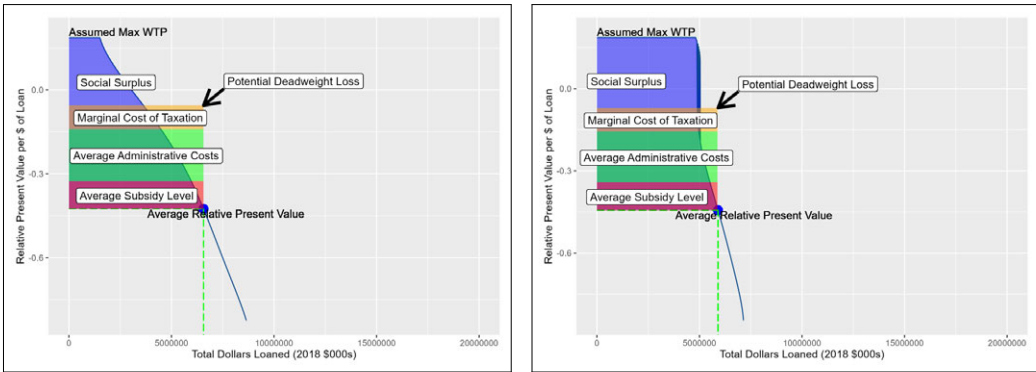 Assumed Max WTP
Social Surplus
Potential Deadweight Loss
0.0
Marginal Cost of Taxation
Average Administrative Costs
-0.3
Average Subsidy Level
Average Relative Present Value
-0.6
Relative Present Value per $ of Loan
0
5000000
10000000
15000000
20000000
Total Dollars Loaned (2018 $000s)
Assumed Max WTP
Social Surplus
Potential Deadweight Loss
0.0
Marginal Cost of Taxation
Average Administrative Costs
-0.3
Average Subsidy Level
Average Relative Present Value
-0.6
Relative Present Value per $ of Loan
0
5000000
10000000
15000000
20000000
Total Dollars Loaned (2018 $000s)